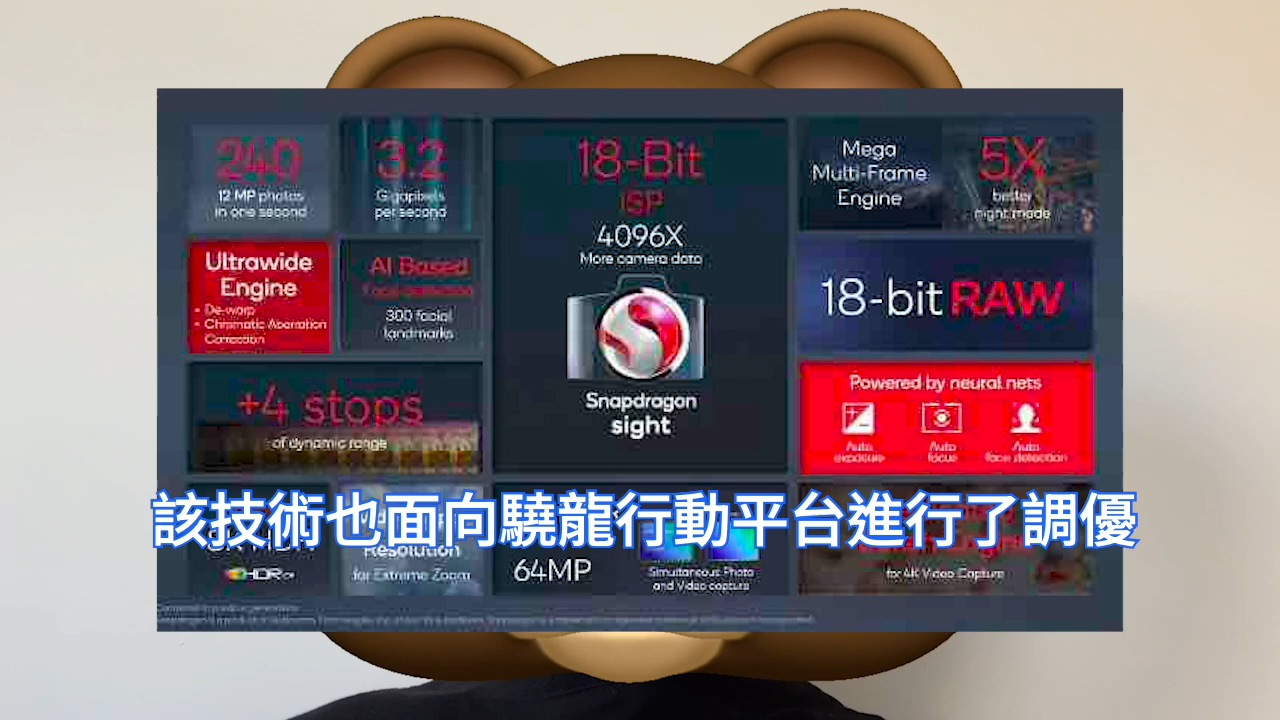 240
12 MP photos
in one second
3.2
Gigapixels
per second
18-Bit
ISP
4096X
More camera data
Snapdragon
sight
Mega
Multi-Frame
Engine
5X
better
night mode
Ultrawide
Engine
• De-warp
• Chromatic Aberration
Correction
AI Based
300 facial
landmarks
18-bit RAW
+4 stops
of dynamic range
Powered by neural nets
Auto
exposure
Auto
focus
Auto
face detection
該技術也面向驍龍行動平台進行了調優
HDR
Resolution
for Extreme Zoom
64MP
Simultaneous Photo
and Video capture
for 4K Video Capture